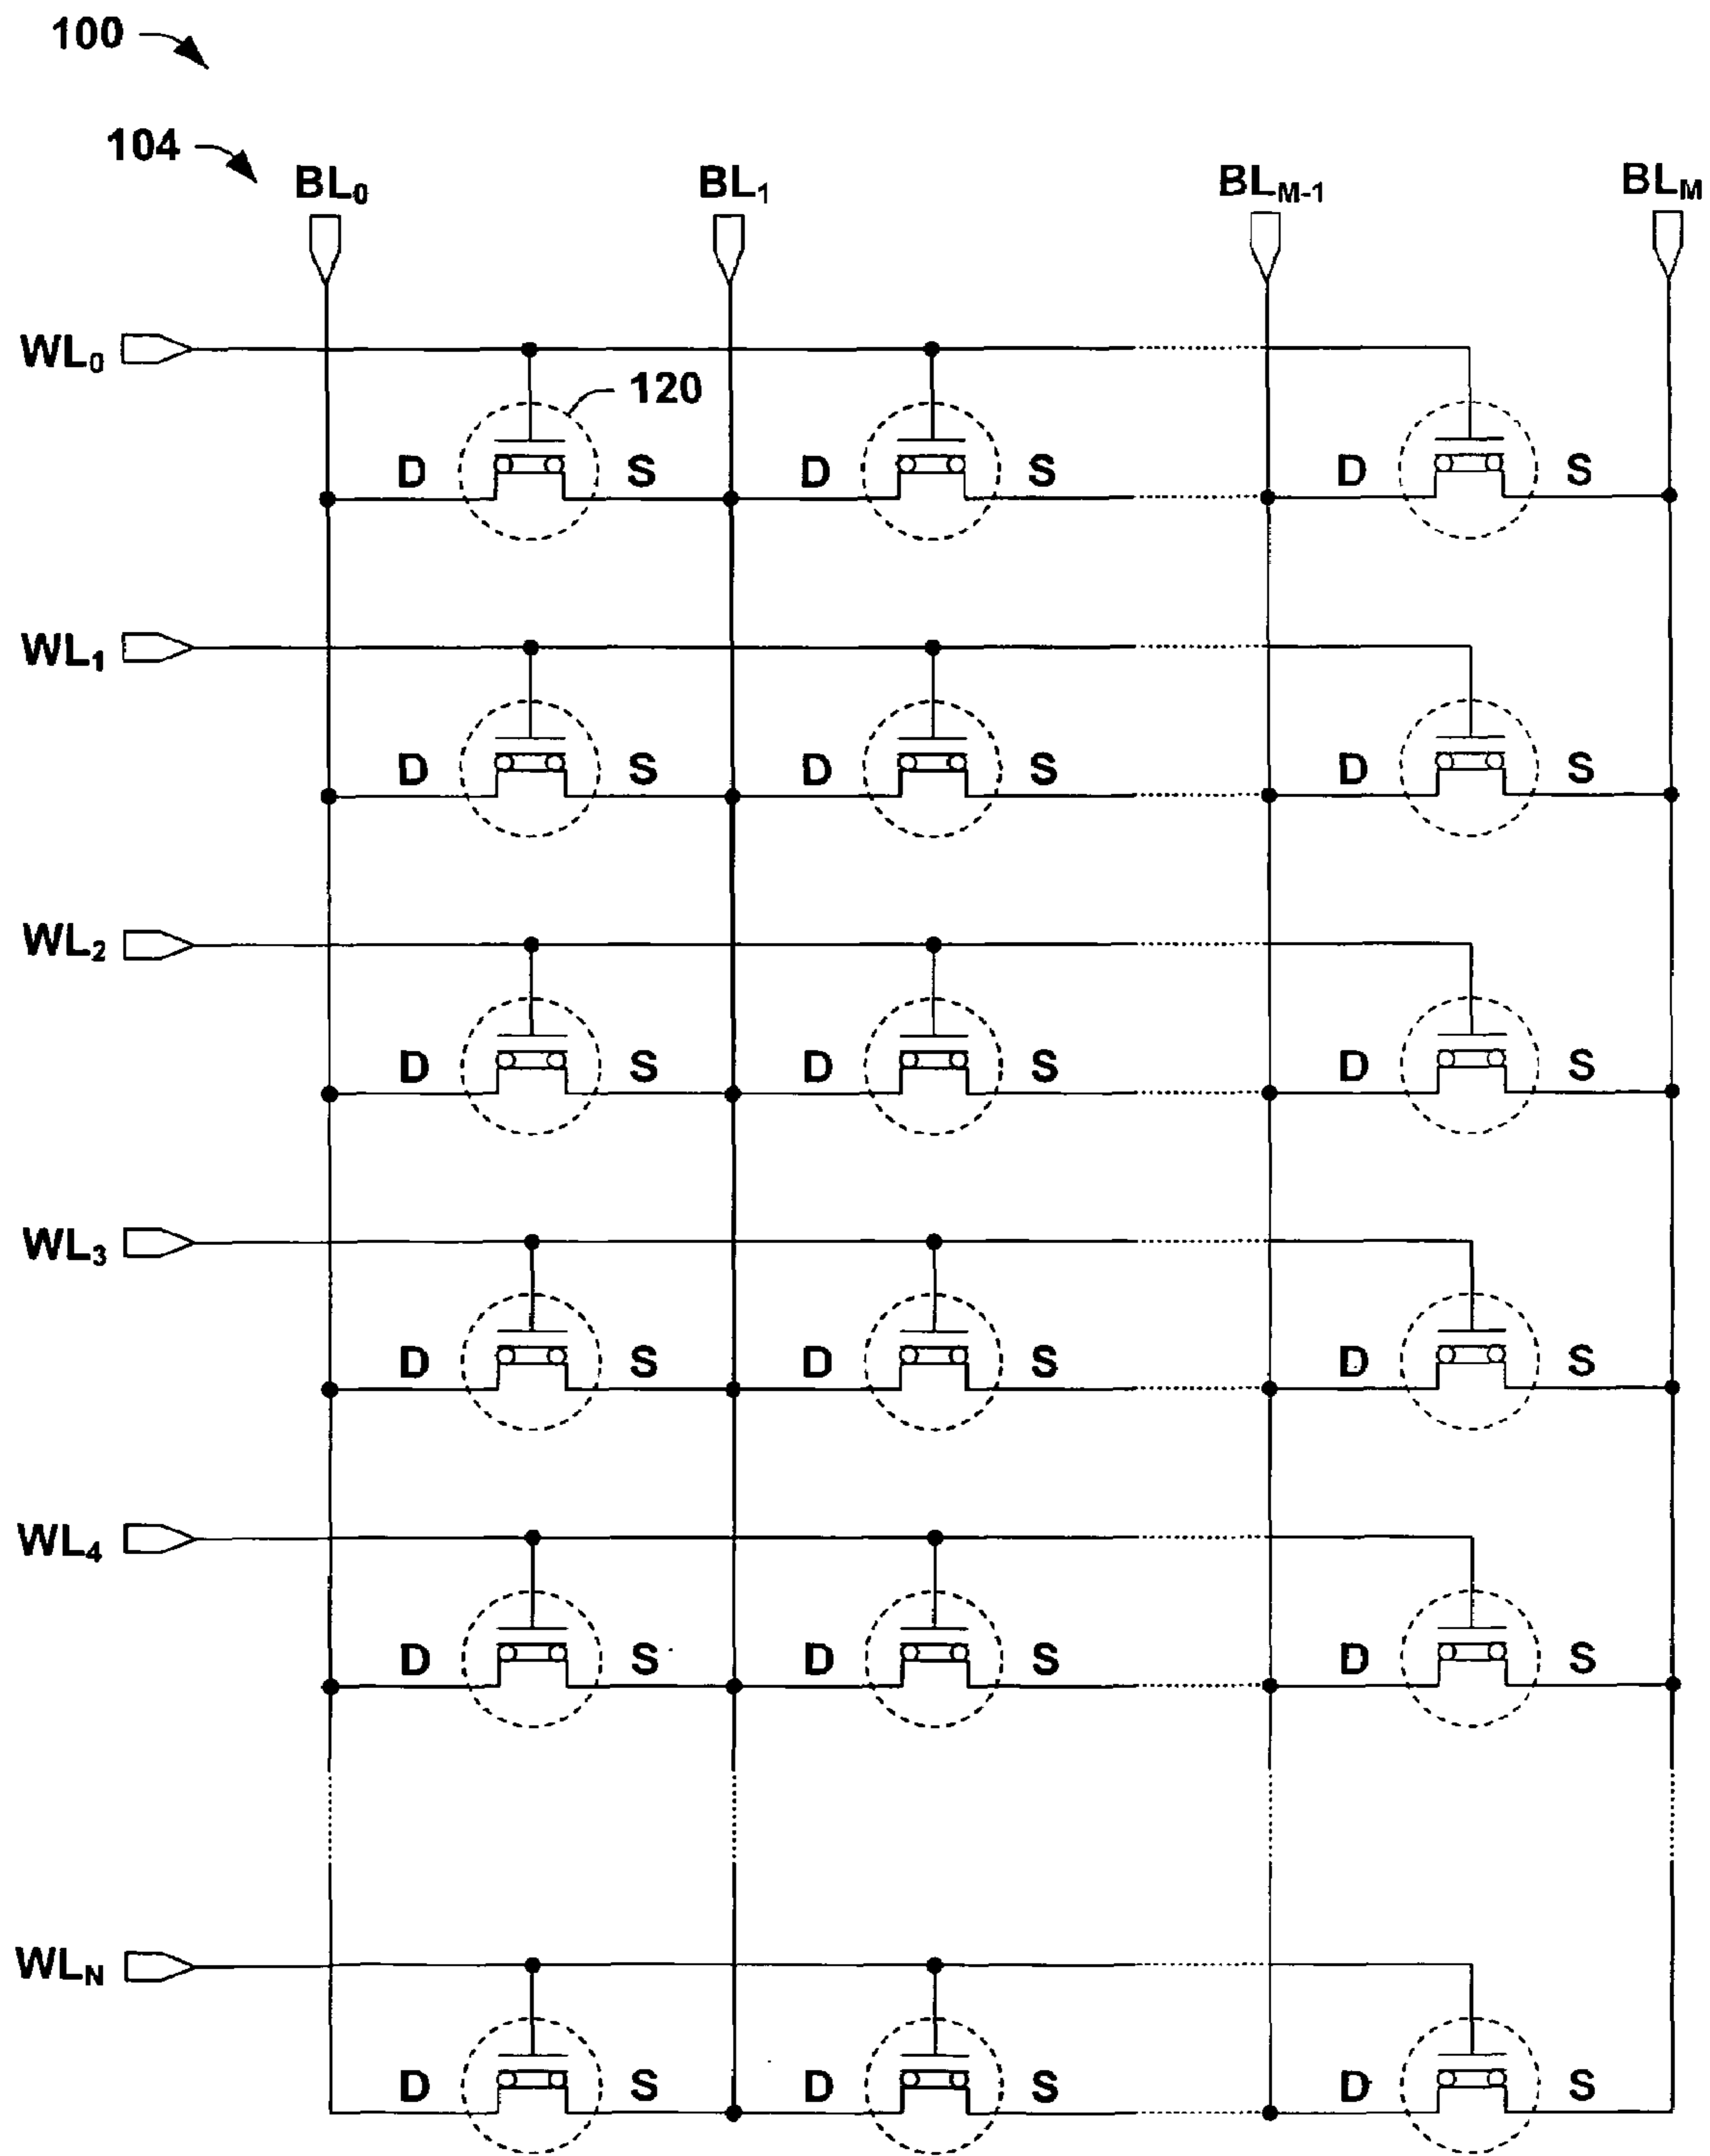 100
104
BL₀ BL₁ BLM-1 BLM
WL₀
120
D S D S D S
WL₁
D S D S D S
WL₂
D S D S D S
WL₃
D S D S D S
WL₄
D S D S D S
WLN
D S D S D S